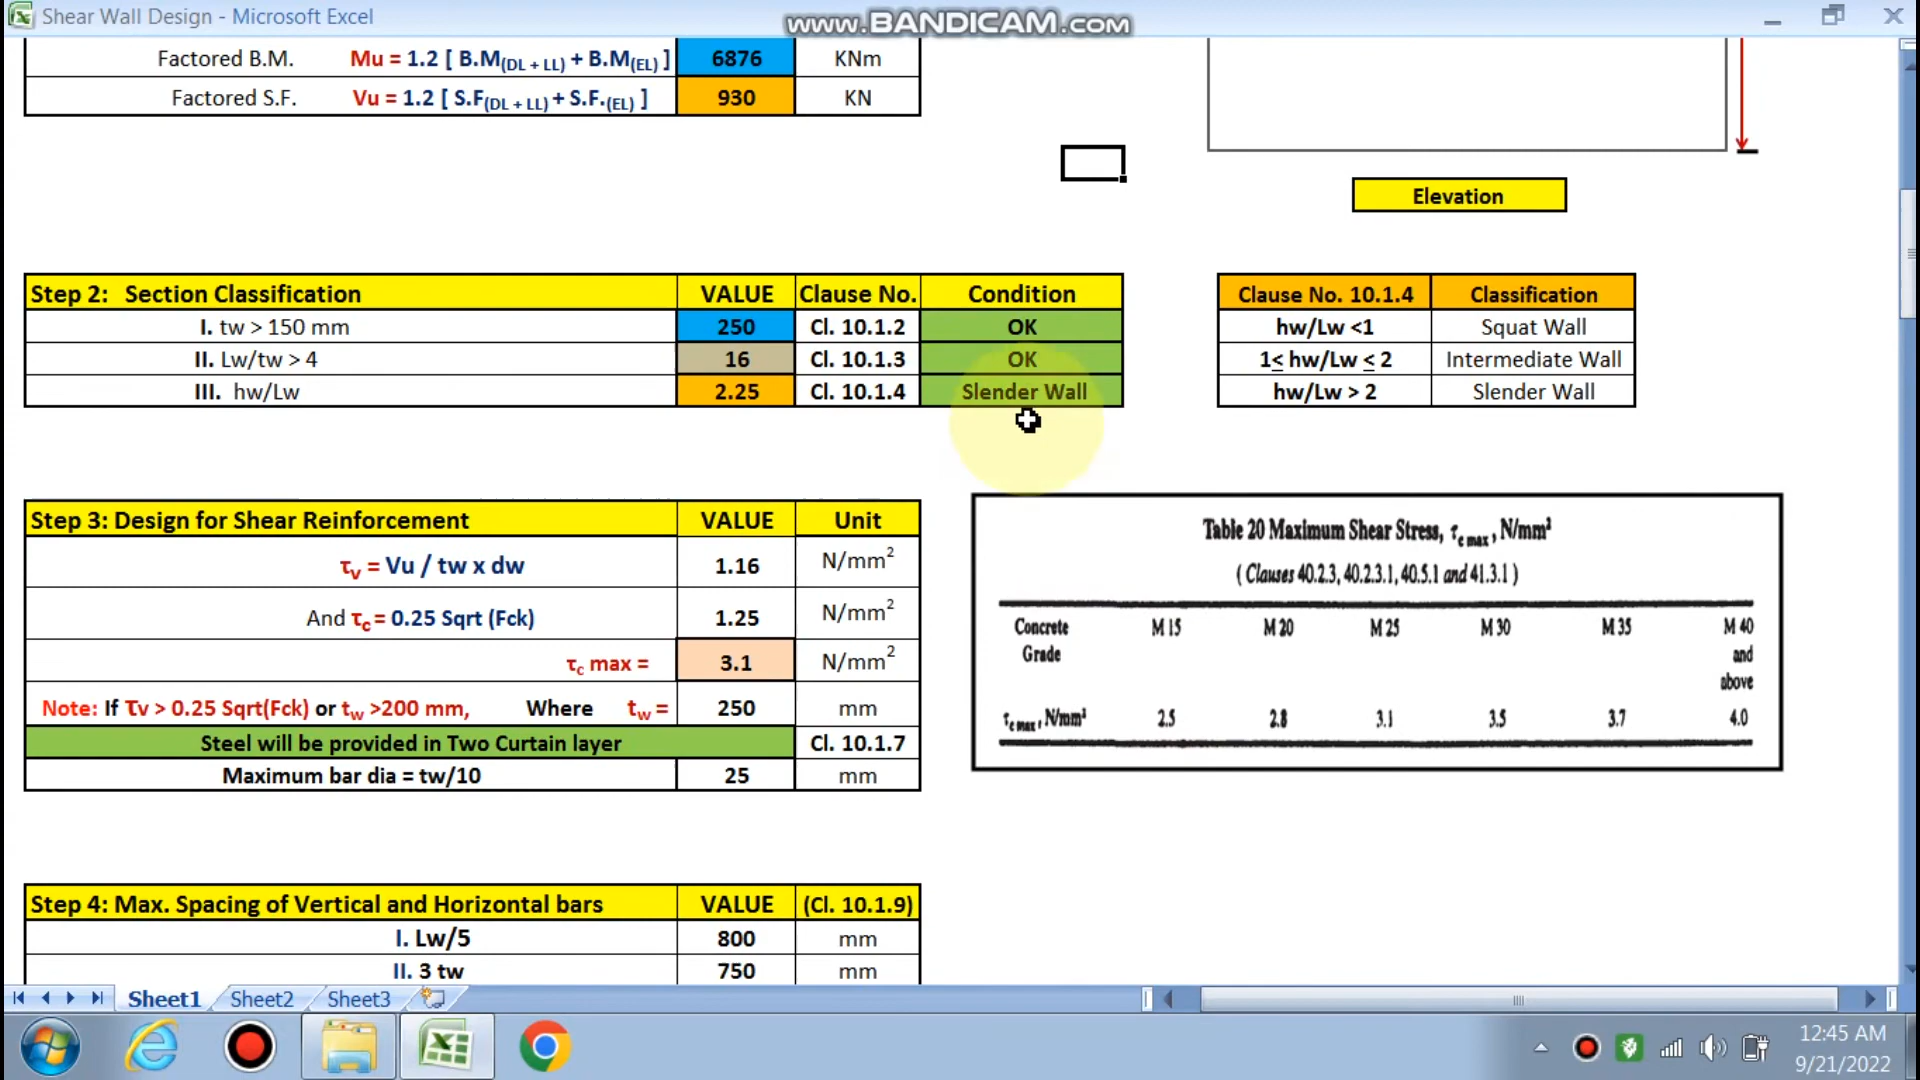 Shear Wall Design - Microsoft Excel
www.BANDICAM.com
Factored B.M. Mu = 1.2 [ B.M(DL + LL) + B.M(EL) ] 6876 KNm
Factored S.F. Vu = 1.2 [ S.F(DL + LL) + S.F.(EL) ] 930 KN
Elevation
Step 2: Section Classification VALUE Clause No. Condition
I. tw > 150 mm 250 Cl. 10.1.2 OK
II. Lw/tw > 4 16 Cl. 10.1.3 OK
III. hw/Lw 2.25 Cl. 10.1.4 Slender Wall
Clause No. 10.1.4 Classification
hw/Lw <1 Squat Wall
1≤ hw/Lw ≤ 2 Intermediate Wall
hw/Lw > 2 Slender Wall
Step 3: Design for Shear Reinforcement VALUE Unit
τv = Vu / tw x dw 1.16 N/mm²
And τc = 0.25 Sqrt (Fck) 1.25 N/mm²
τc max = 3.1 N/mm²
Note: If τv > 0.25 Sqrt(Fck) or tw >200 mm, Where tw = 250 mm
Steel will be provided in Two Curtain layer Cl. 10.1.7
Maximum bar dia = tw/10 25 mm
Table 20 Maximum Shear Stress, τc max, N/mm²
( Clauses 40.2.3, 40.2.3.1, 40.5.1 and 41.3.1 )
Concrete M 15 M 20 M 25 M 30 M 35 M 40
Grade and
above
τc max, N/mm² 2.5 2.8 3.1 3.5 3.7 4.0
Step 4: Max. Spacing of Vertical and Horizontal bars VALUE (Cl. 10.1.9)
I. Lw/5 800 mm
II. 3 tw 750 mm
Sheet1 Sheet2 Sheet3
12:45 AM
9/21/2022